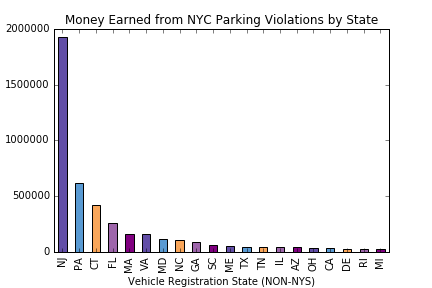 Money Earned from NYC Parking Violations by State
2000000
1500000
1000000
500000
0
NJ
PA
CT
FL
MA
VA
MD
NC
GA
SC
ME
TX
TN
IL
AZ
OH
CA
DE
RI
MI
Vehicle Registration State (NON-NYS)